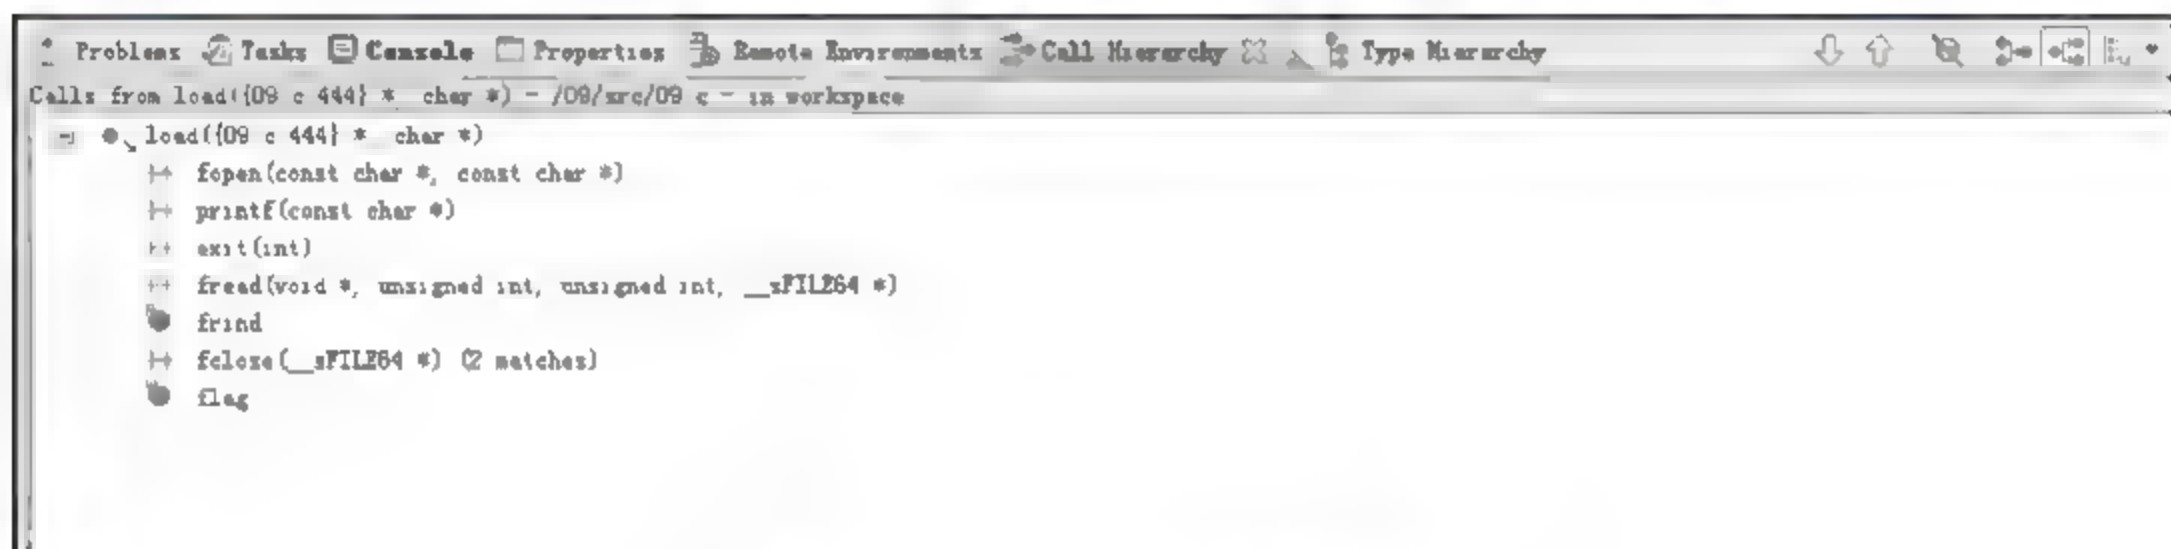 Problems Tasks Console Properties Remote Environments Call Hierarchy Type Hierarchy
Calls from load({09 c 444} * char *) - /09/src/09 c - in workspace
load({09 c 444} * char *)
fopen(const char *, const char *)
printf(const char *)
exit(int)
fread(void *, unsigned int, unsigned int, __sFILE64 *)
frind
fclose(__sFILE64 *) (2 matches)
flag